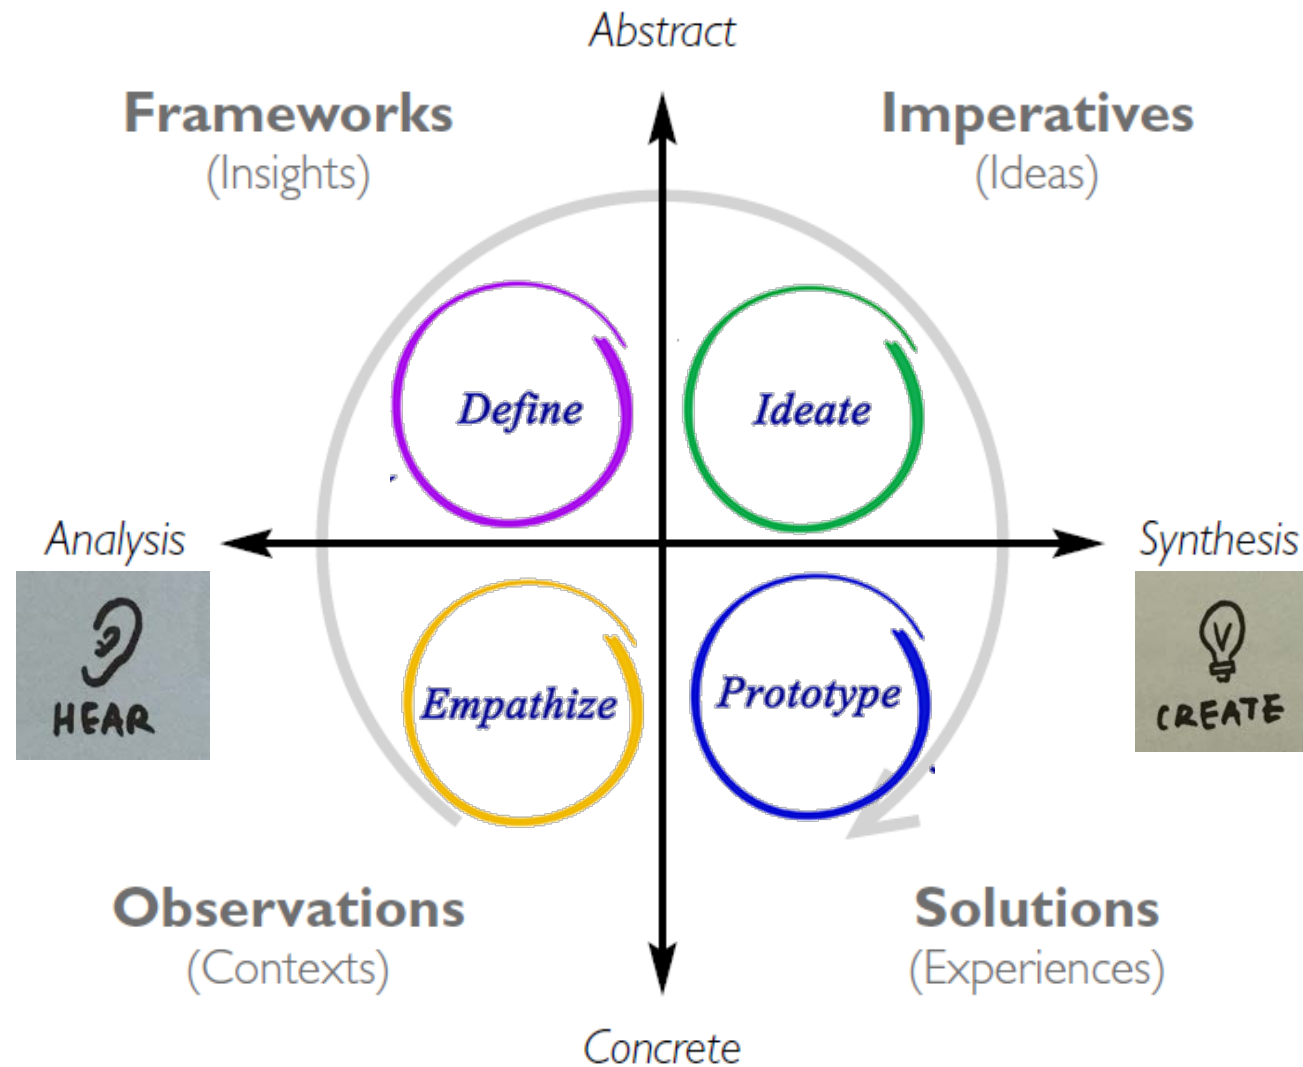 Abstract
Frameworks
(Insights)
Imperatives
(Ideas)
Define
Ideate
Analysis
Synthesis
HEAR
CREATE
Empathize
Prototype
Observations
(Contexts)
Solutions
(Experiences)
Concrete